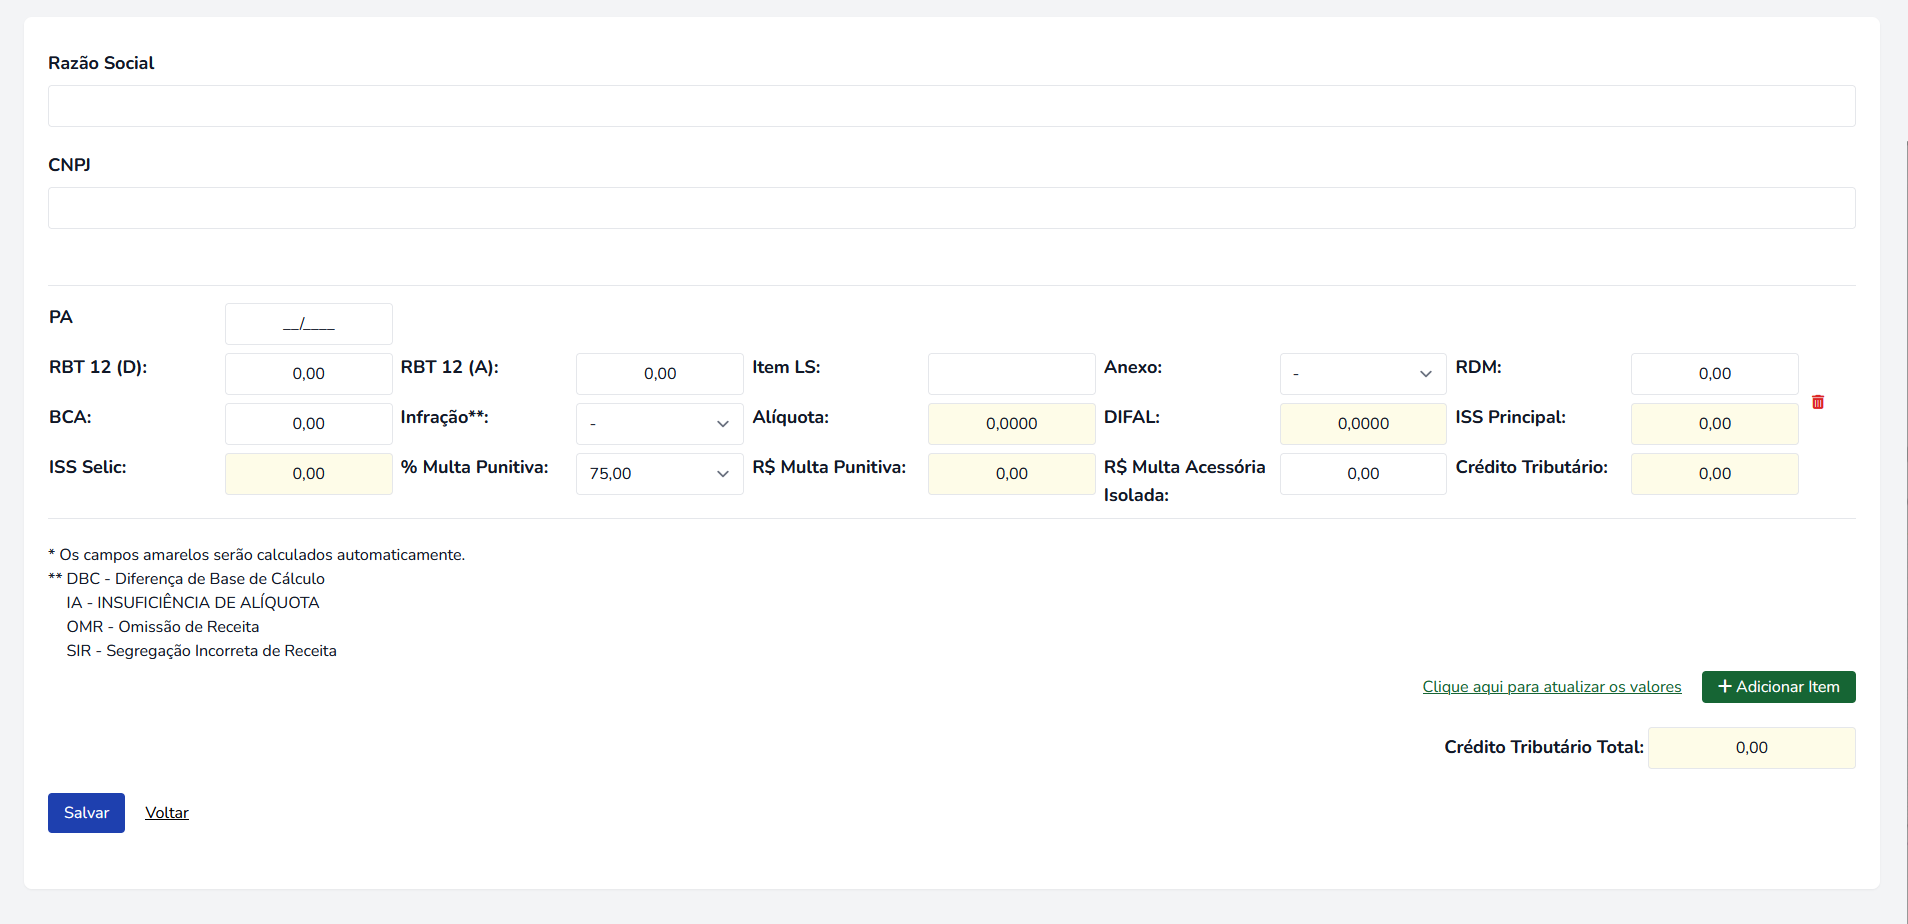 Razão Social
CNPJ
PA __/____
RBT 12 (D): 0,00 RBT 12 (A): 0,00 Item LS: Anexo: - RDM: 0,00
BCA: 0,00 Infração**: - Alíquota: 0,0000 DIFAL: 0,0000 ISS Principal: 0,00
ISS Selic: 0,00 % Multa Punitiva: 75,00 R$ Multa Punitiva: 0,00 R$ Multa Acessória Isolada: 0,00 Crédito Tributário: 0,00
* Os campos amarelos serão calculados automaticamente.
** DBC - Diferença de Base de Cálculo
IA - INSUFICIÊNCIA DE ALÍQUOTA
OMR - Omissão de Receita
SIR - Segregação Incorreta de Receita
Clique aqui para atualizar os valores + Adicionar Item
Crédito Tributário Total: 0,00
Salvar Voltar